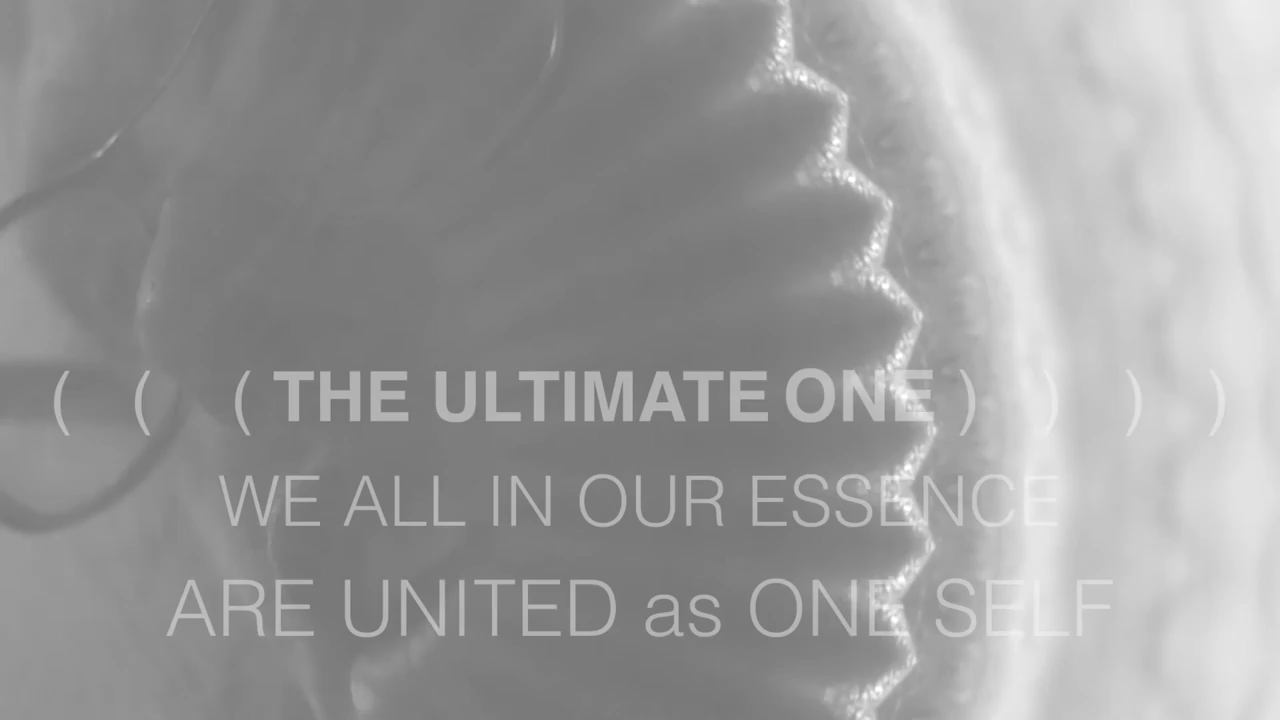 ( ( ( THE ULTIMATE ONE ) ) ) )
WE ALL IN OUR ESSENCE
ARE UNITED as ONE SELF